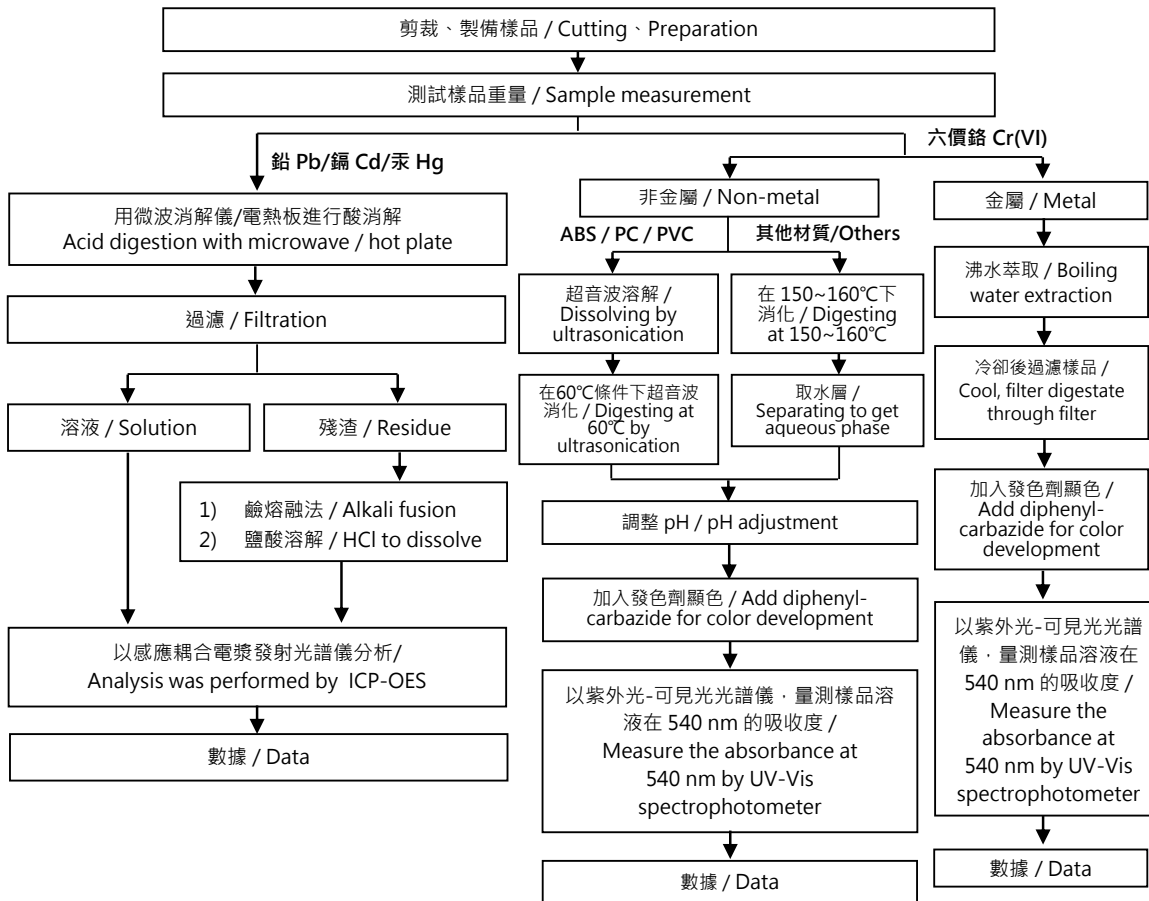 剪裁、製備樣品 / Cutting、Preparation
測試樣品重量 / Sample measurement
鉛 Pb/鎘 Cd/汞 Hg
六價鉻 Cr(VI)
用微波消解儀/電熱板進行酸消解
Acid digestion with microwave / hot plate
過濾 / Filtration
溶液 / Solution
殘渣 / Residue
1) 鹼熔融法 / Alkali fusion
2) 鹽酸溶解 / HCl to dissolve
以感應耦合電漿發射光譜儀分析/
Analysis was performed by ICP-OES
數據 / Data
非金屬 / Non-metal
ABS / PC / PVC
其他材質/Others
超音波溶解 /
Dissolving by
ultrasonication
在60℃條件下超音波
消化 / Digesting at
60℃ by
ultrasonication
在 150~160℃下
消化 / Digesting
at 150~160℃
取水層 /
Separating to get
aqueous phase
調整 pH / pH adjustment
加入發色劑顯色 / Add diphenyl-
carbazide for color development
以紫外光-可見光光譜儀，量測樣品溶
液在 540 nm 的吸收度 /
Measure the absorbance at
540 nm by UV-Vis
spectrophotometer
數據 / Data
金屬 / Metal
沸水萃取 / Boiling
water extraction
冷卻後過濾樣品 /
Cool, filter digestate
through filter
加入發色劑顯色 /
Add diphenyl-
carbazide for color
development
以紫外光-可見光光譜
儀，量測樣品溶液在
540 nm 的吸收度 /
Measure the
absorbance at
540 nm by UV-Vis
spectrophotometer
數據 / Data